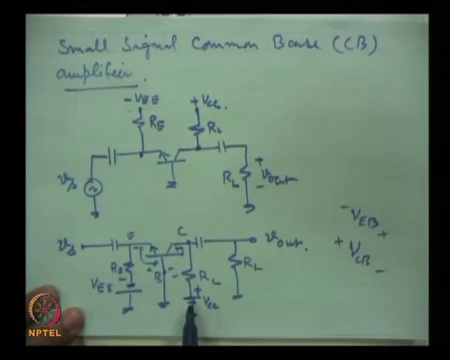 Small Signal Common Base (CB)
amplifier.
-VEE +VCC
RE RL
vs RL + vout -
vs E C vout.
RE B RL RL
VEE + VCC
- VEB +
+ VCB -
NPTEL